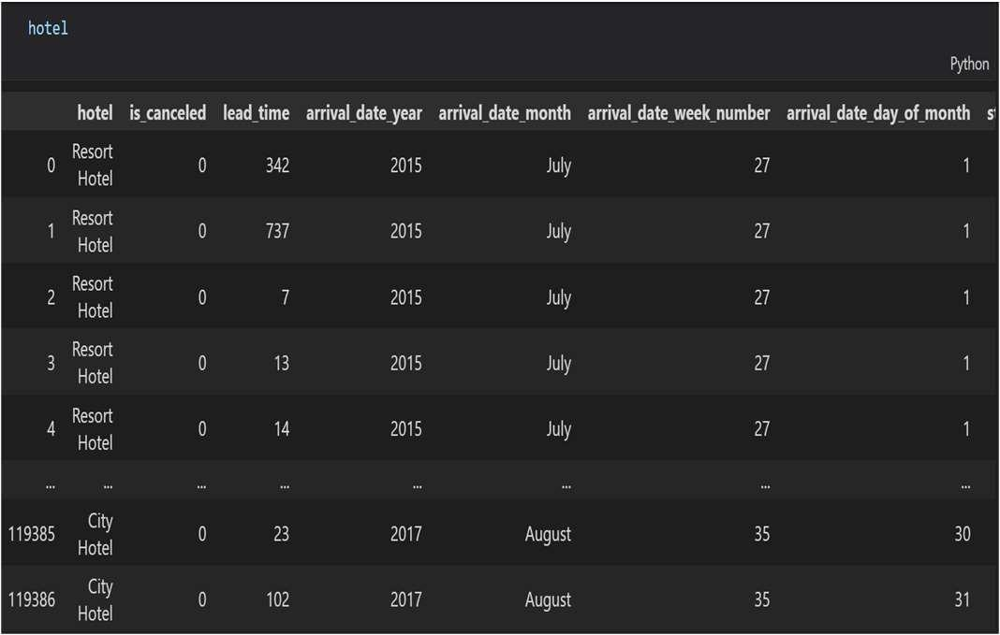 hotel
Python
hotel is_canceled lead_time arrival_date_year arrival_date_month arrival_date_week_number arrival_date_day_of_month st
0 Resort Hotel 0 342 2015 July 27 1
1 Resort Hotel 0 737 2015 July 27 1
2 Resort Hotel 0 7 2015 July 27 1
3 Resort Hotel 0 13 2015 July 27 1
4 Resort Hotel 0 14 2015 July 27 1
... ... ... ... ... ... ... ...
119385 City Hotel 0 23 2017 August 35 30
119386 City Hotel 0 102 2017 August 35 31